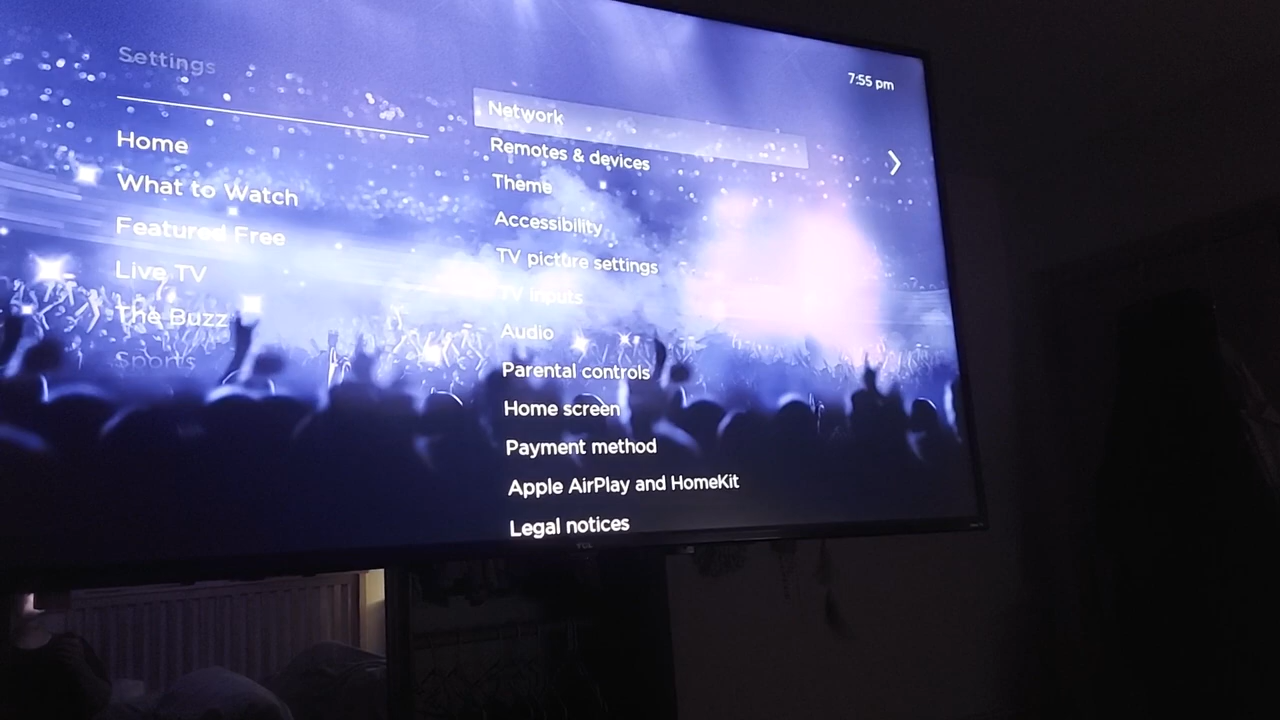 Settings
7:55 pm
Home
What to Watch
Featured Free
Live TV
The Buzz
Sports
Network
Remotes & devices
Theme
Accessibility
TV picture settings
TV inputs
Audio
Parental controls
Home screen
Payment method
Apple AirPlay and HomeKit
Legal notices
TCL